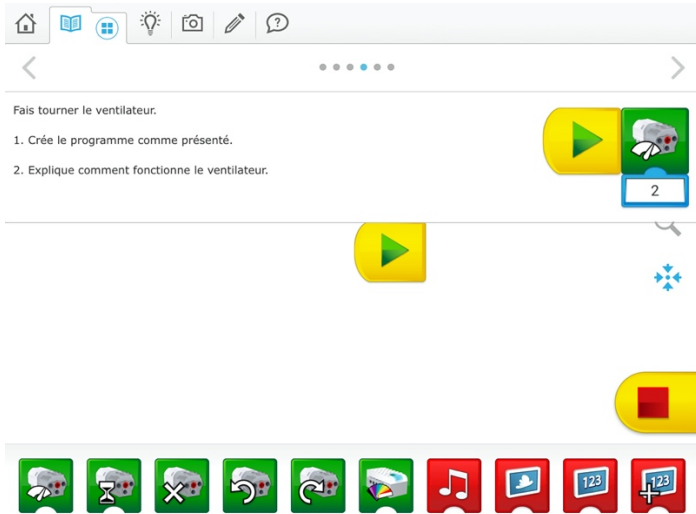 Fais tourner le ventilateur.
1. Crée le programme comme présenté.
2. Explique comment fonctionne le ventilateur.
2
123
123